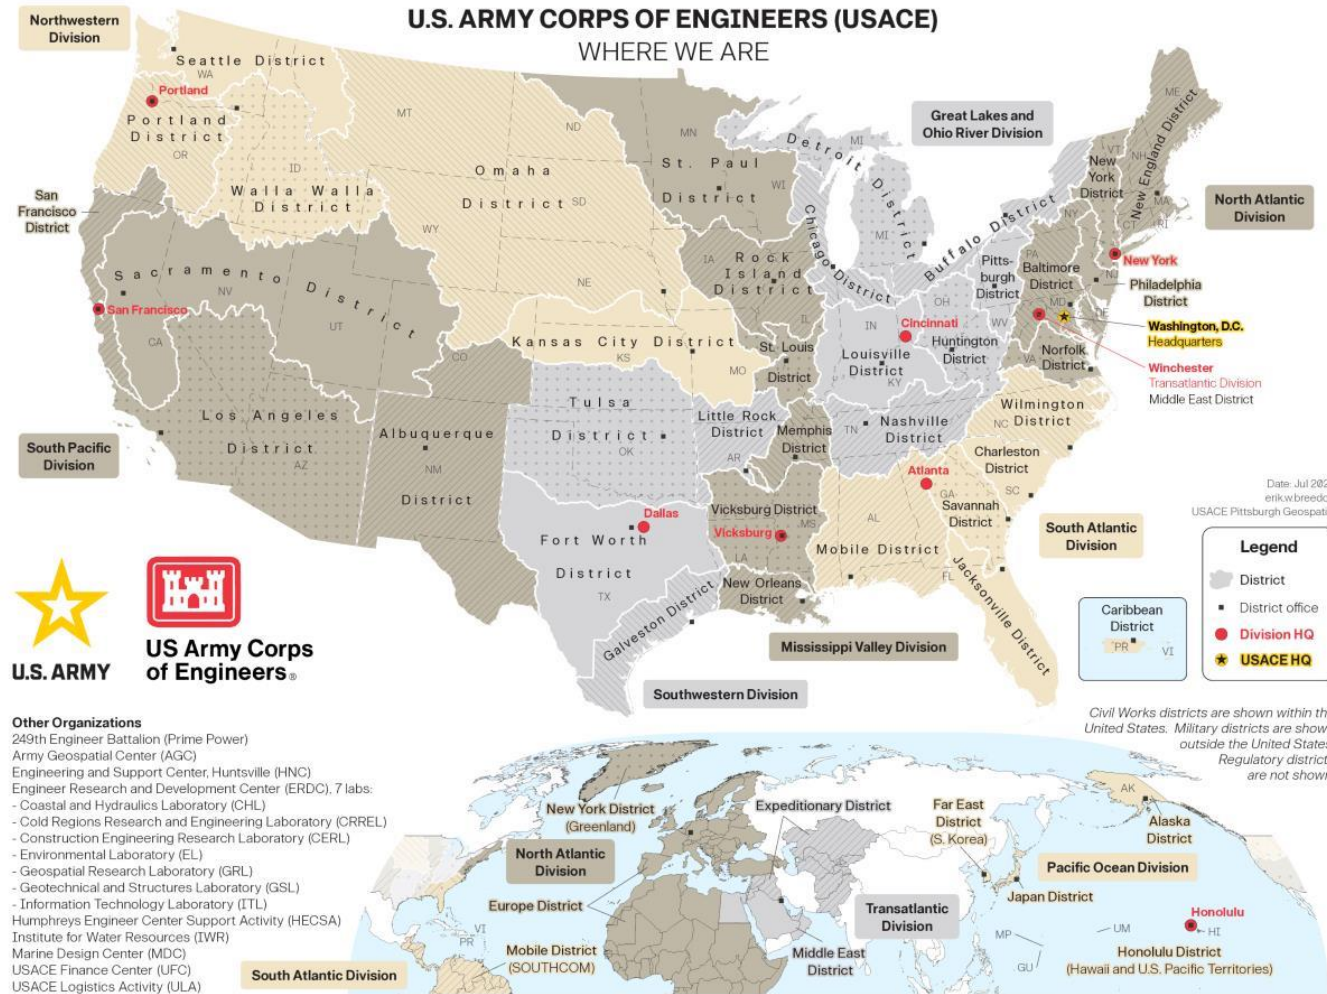 U.S. ARMY CORPS OF ENGINEERS (USACE)
WHERE WE ARE
Northwestern
Division
Seattle District
WA
Portland
Portland
District
OR
MT
ND
ID
Walla Walla
District
Omaha
District
SD
WY
NE
MN
St. Paul
District
WI
Great Lakes and
Ohio River Division
Detroit District
MI
MI
Chicago District
Buffalo District
ME
VT
NH
New
York
District
New England District
MA
CT
RI
NY
North Atlantic
Division
San
Francisco
District
Sacramento District
NV
UT
San Francisco
CA
CO
IA
Rock
Island
District
IL
Pitts-
burgh
District
PA
Baltimore
District
New York
NJ
Philadelphia
District
MD
DE
OH
WV
IN
Cincinnati
Huntington
District
Louisville
District
KY
Washington, D.C.
Headquarters
Norfolk
District
VA
Winchester
Transatlantic Division
Middle East District
Kansas City District
KS
MO
St. Louis
District
Los Angeles
District
AZ
Albuquerque
NM
District
Tulsa
District
OK
Little Rock
District
AR
Memphis
District
TN
Nashville
District
Wilmington
District
NC
Charleston
District
SC
Atlanta
GA
Savannah
District
South Pacific
Division
Dallas
Fort Worth
District
TX
Vicksburg District
MS
Vicksburg
LA
AL
Mobile District
FL
Jacksonville District
South Atlantic
Division
New Orleans
District
Galveston District
Mississippi Valley Division
Southwestern Division
Date: Jul 202
erik.w.breedo
USACE Pittsburgh Geospati
Legend
District
District office
Division HQ
USACE HQ
Caribbean
District
PR
VI
U.S. ARMY
US Army Corps
of Engineers®
Civil Works districts are shown within th
United States. Military districts are show
outside the United States
Regulatory district
are not shown
Other Organizations
249th Engineer Battalion (Prime Power)
Army Geospatial Center (AGC)
Engineering and Support Center, Huntsville (HNC)
Engineer Research and Development Center (ERDC), 7 labs:
- Coastal and Hydraulics Laboratory (CHL)
- Cold Regions Research and Engineering Laboratory (CRREL)
- Construction Engineering Research Laboratory (CERL)
- Environmental Laboratory (EL)
- Geospatial Research Laboratory (GRL)
- Geotechnical and Structures Laboratory (GSL)
- Information Technology Laboratory (ITL)
Humphreys Engineer Center Support Activity (HECSA)
Institute for Water Resources (IWR)
Marine Design Center (MDC)
USACE Finance Center (UFC)
USACE Logistics Activity (ULA)
New York District
(Greenland)
Expeditionary District
Far East
District
(S. Korea)
AK
Alaska
District
North Atlantic
Division
Pacific Ocean Division
Japan District
Europe District
Transatlantic
Division
Honolulu
HI
MP
UM
GU
VI
PR
Mobile District
(SOUTHCOM)
Middle East
District
Honolulu District
(Hawaii and U.S. Pacific Territories)
South Atlantic Division